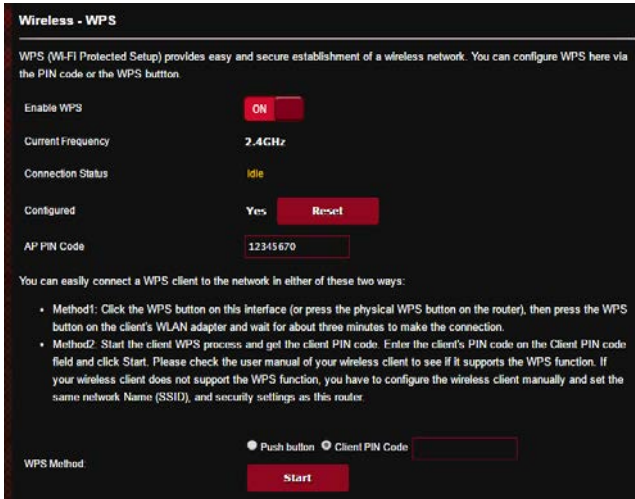 Wireless - WPS
WPS (Wi-Fi Protected Setup) provides easy and secure establishment of a wireless network. You can configure WPS here via
the PIN code or the WPS buttton.
Enable WPS ON
Current Frequency 2.4GHz
Connection Status Idle
Configured Yes Reset
AP PIN Code 12345670
You can easily connect a WPS client to the network in either of these two ways:
• Method1: Click the WPS button on this interface (or press the physical WPS button on the router), then press the WPS
button on the client's WLAN adapter and wait for about three minutes to make the connection.
• Method2: Start the client WPS process and get the client PIN code. Enter the client's PIN code on the Client PIN code
field and click Start. Please check the user manual of your wireless client to see if it supports the WPS function. If
your wireless client does not support the WPS function, you have to configure the wireless client manually and set the
same network Name (SSID), and security settings as this router.
Push button Client PIN Code
WPS Method:
Start